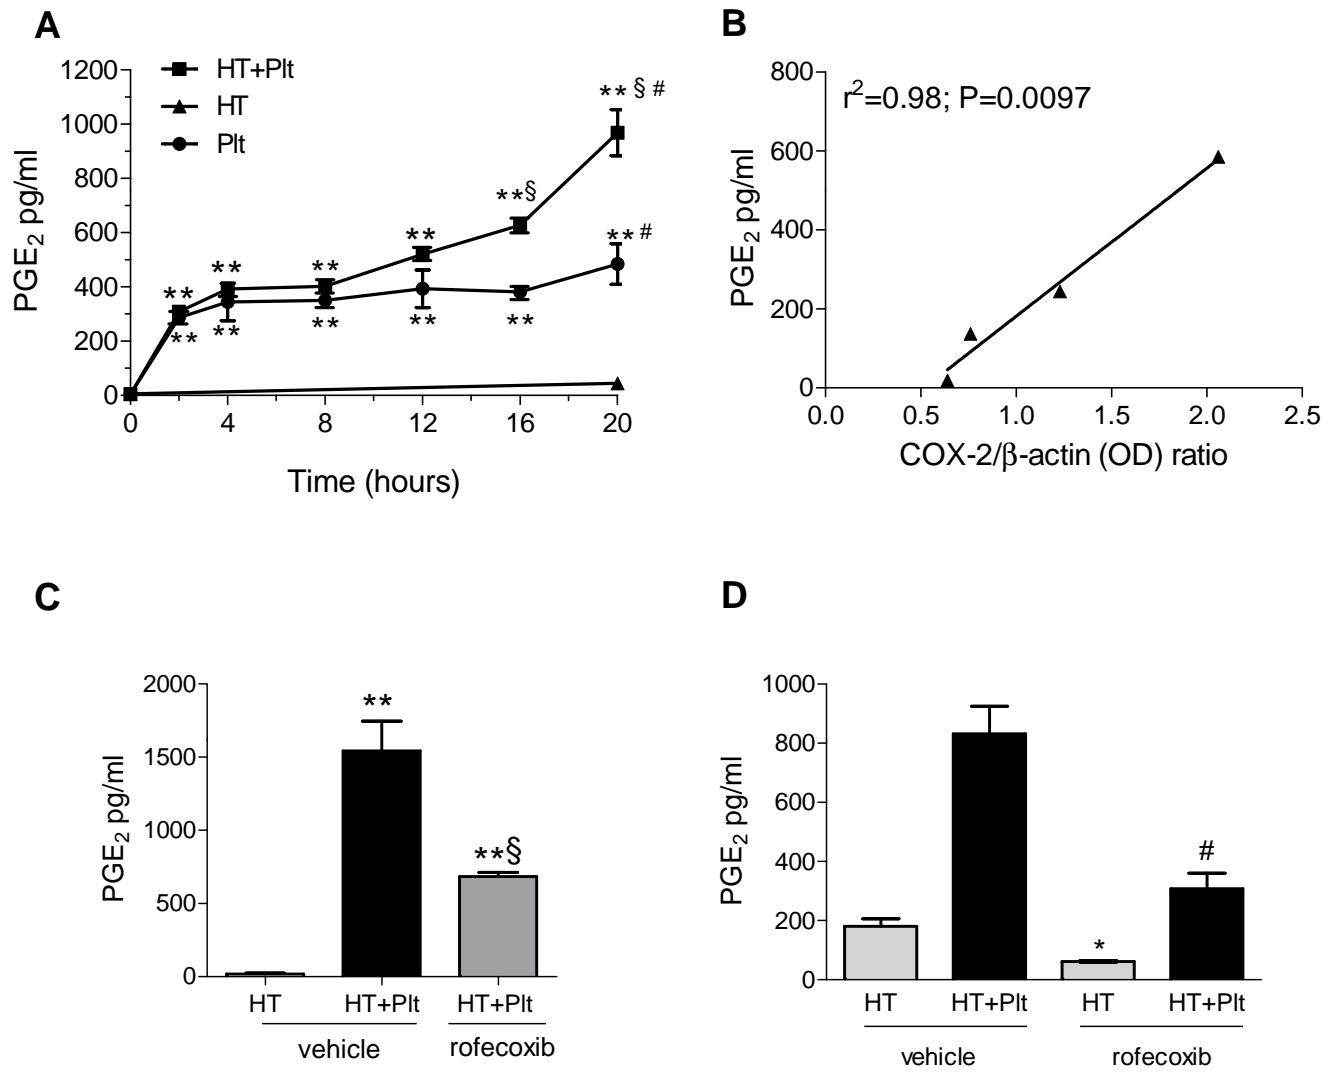 A
HT+Plt
HT
Plt
1200
1000
800
600
400
200
0
PGE2 pg/ml
** ** ** ** **§ ** § #
** ** ** ** ** ** #
0 4 8 12 16 20
Time (hours)
B
r2=0.98; P=0.0097
800
600
400
200
0
PGE2 pg/ml
0.0 0.5 1.0 1.5 2.0 2.5
COX-2/β-actin (OD) ratio
C
2000
1500
1000
500
0
PGE2 pg/ml
**
**§
HT HT+Plt HT+Plt
vehicle rofecoxib
D
1000
800
600
400
200
0
PGE2 pg/ml
*
#
HT HT+Plt HT HT+Plt
vehicle rofecoxib